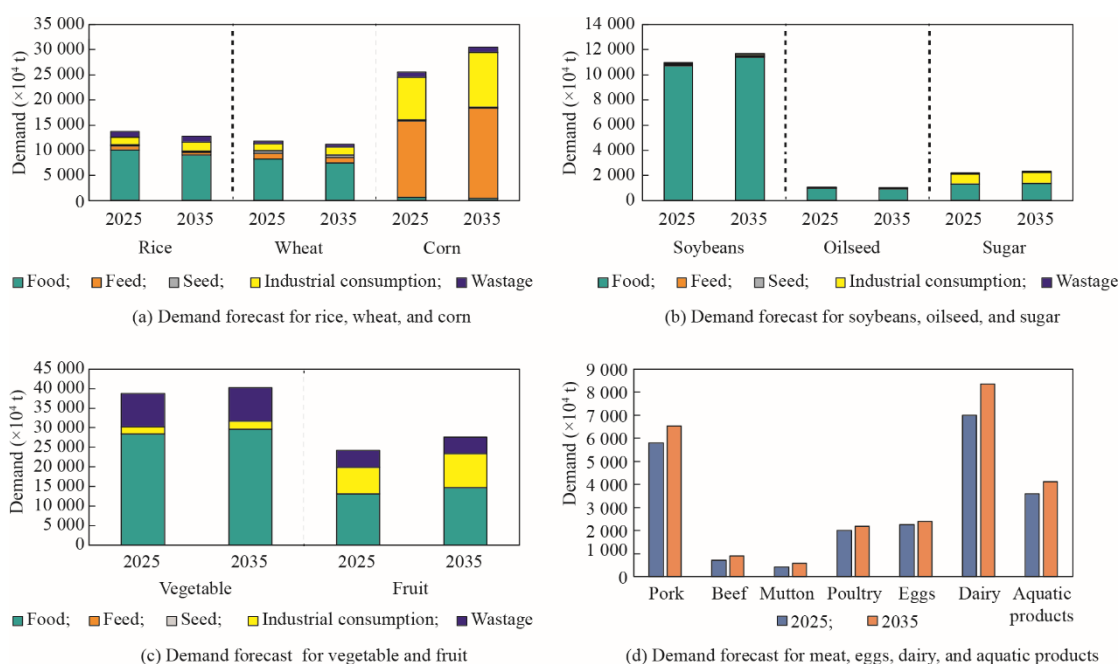 Demand (×10⁴ t)
35 000
30 000
25 000
20 000
15 000
10 000
5 000
0
2025 2035 2025 2035 2025 2035
Rice Wheat Corn
Food; Feed; Seed; Industrial consumption; Wastage
(a) Demand forecast for rice, wheat, and corn
Demand (×10⁴ t)
14 000
12 000
10 000
8 000
6 000
4 000
2 000
0
2025 2035 2025 2035 2025 2035
Soybeans Oilseed Sugar
Food; Feed; Seed; Industrial consumption; Wastage
(b) Demand forecast for soybeans, oilseed, and sugar
Demand (×10⁴ t)
45 000
40 000
35 000
30 000
25 000
20 000
15 000
10 000
5 000
0
2025 2035 2025 2035
Vegetable Fruit
Food; Feed; Seed; Industrial consumption; Wastage
(c) Demand forecast for vegetable and fruit
Demand (×10⁴ t)
9 000
8 000
7 000
6 000
5 000
4 000
3 000
2 000
1 000
0
Pork Beef Mutton Poultry Eggs Dairy Aquatic
products
2025; 2035
(d) Demand forecast for meat, eggs, dairy, and aquatic products